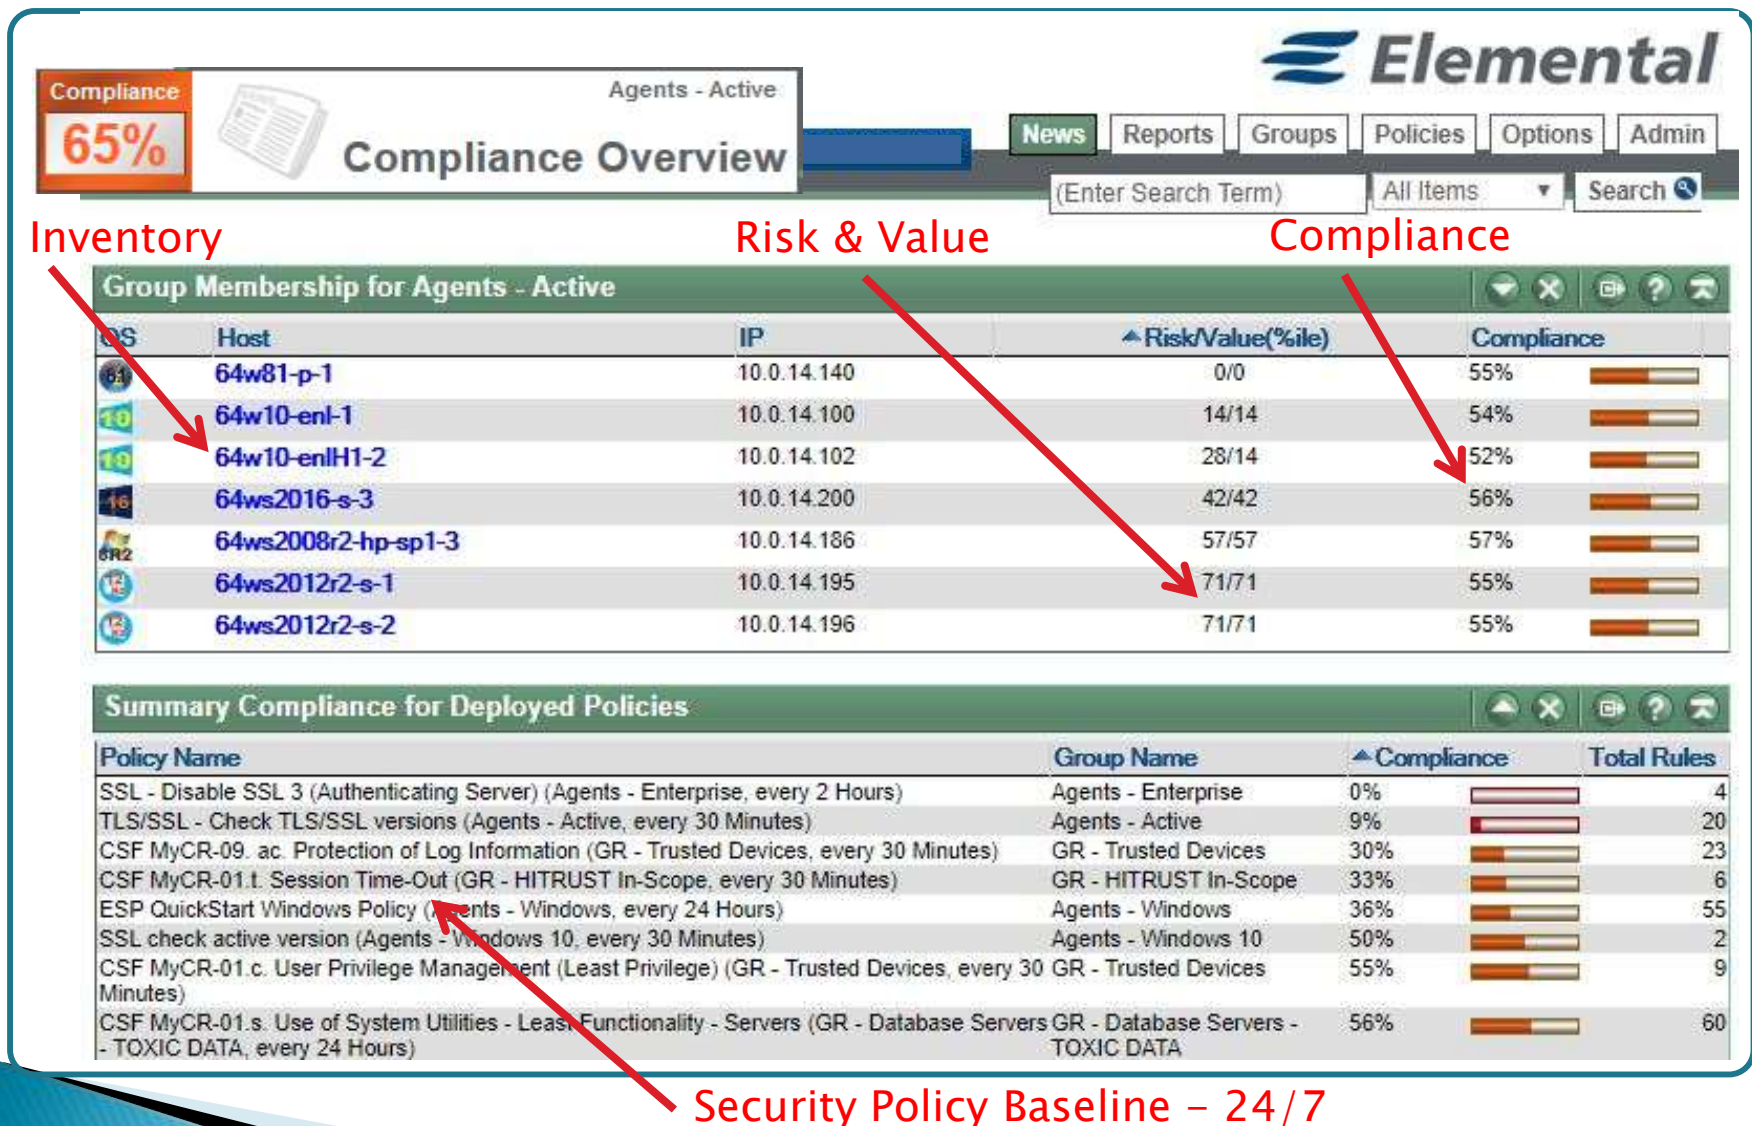 Elemental
Compliance
65%
Agents - Active
Compliance Overview
News Reports Groups Policies Options Admin
(Enter Search Term) All Items Search
Inventory Risk & Value Compliance
Group Membership for Agents - Active
OS Host IP Risk/Value(%ile) Compliance
81 64w81-p-1 10.0.14.140 0/0 55%
10 64w10-enl-1 10.0.14.100 14/14 54%
10 64w10-enlH1-2 10.0.14.102 28/14 52%
16 64ws2016-s-3 10.0.14.200 42/42 56%
8R2 64ws2008r2-hp-sp1-3 10.0.14.186 57/57 57%
64ws2012r2-s-1 10.0.14.195 71/71 55%
64ws2012r2-s-2 10.0.14.196 71/71 55%
Summary Compliance for Deployed Policies
Policy Name Group Name Compliance Total Rules
SSL - Disable SSL 3 (Authenticating Server) (Agents - Enterprise, every 2 Hours) Agents - Enterprise 0% 4
TLS/SSL - Check TLS/SSL versions (Agents - Active, every 30 Minutes) Agents - Active 9% 20
CSF MyCR-09. ac. Protection of Log Information (GR - Trusted Devices, every 30 Minutes) GR - Trusted Devices 30% 23
CSF MyCR-01.t. Session Time-Out (GR - HITRUST In-Scope, every 30 Minutes) GR - HITRUST In-Scope 33% 6
ESP QuickStart Windows Policy (Agents - Windows, every 24 Hours) Agents - Windows 36% 55
SSL check active version (Agents - Windows 10, every 30 Minutes) Agents - Windows 10 50% 2
CSF MyCR-01.c. User Privilege Management (Least Privilege) (GR - Trusted Devices, every 30 GR - Trusted Devices 55% 9
Minutes)
CSF MyCR-01.s. Use of System Utilities - Least Functionality - Servers (GR - Database Servers GR - Database Servers - 56% 60
- TOXIC DATA, every 24 Hours) TOXIC DATA
Security Policy Baseline – 24/7